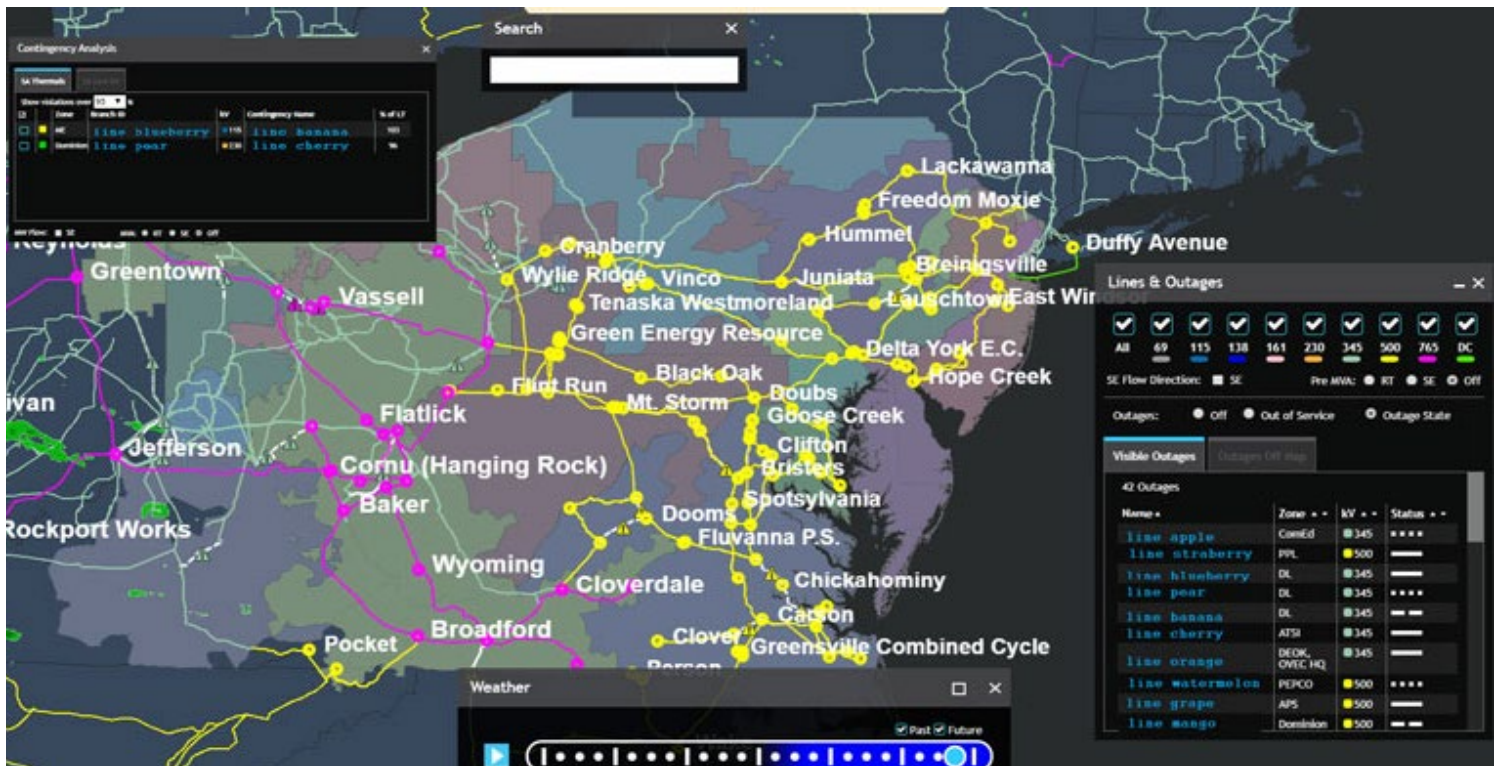 Contingency Analysis
SA Thermals
Show violations over
Zone Branch ID kV Contingency Name % of LT
line blueberry 115 line banana 103
Dominion line pear 230 line cherry 96
SE RT SE Off
Search
Lackawanna
Freedom Moxie
Hummel
Duffy Avenue
Cranberry
Breinigsville
Reynolds
Greentown
Wylie Ridge
Vinco
Juniata
Vassell
Tenaska Westmoreland
Lauschtown
East Windsor
Green Energy Resource
Delta York E.C.
Black Oak
Hope Creek
Flint Run
Doubs
Mt. Storm
Goose Creek
ivan
Flatlick
Clifton
Jefferson
Cornu (Hanging Rock)
Bristers
Baker
Spotsylvania
Dooms
Rockport Works
Fluvanna P.S.
Wyoming
Cloverdale
Chickahominy
Carson
Broadford
Clover
Pocket
Greensville Combined Cycle
Person
Lines & Outages
All 69 115 138 161 230 345 500 765 DC
SE Flow Direction: SE Pre MVA: RT SE Off
Outages: Off Out of Service Outage State
Visible Outages Outages Off Map
42 Outages
Name Zone kV Status
line apple ComEd 345
line straberry PPL 500
line blueberry DL 345
line pear DL 345
line banana DL 345
line cherry ATSI 345
line orange DEOK, OVEC HQ 345
line watermelon PEPCO 500
line grape APS 500
line mango Dominion 500
Weather
Past Future